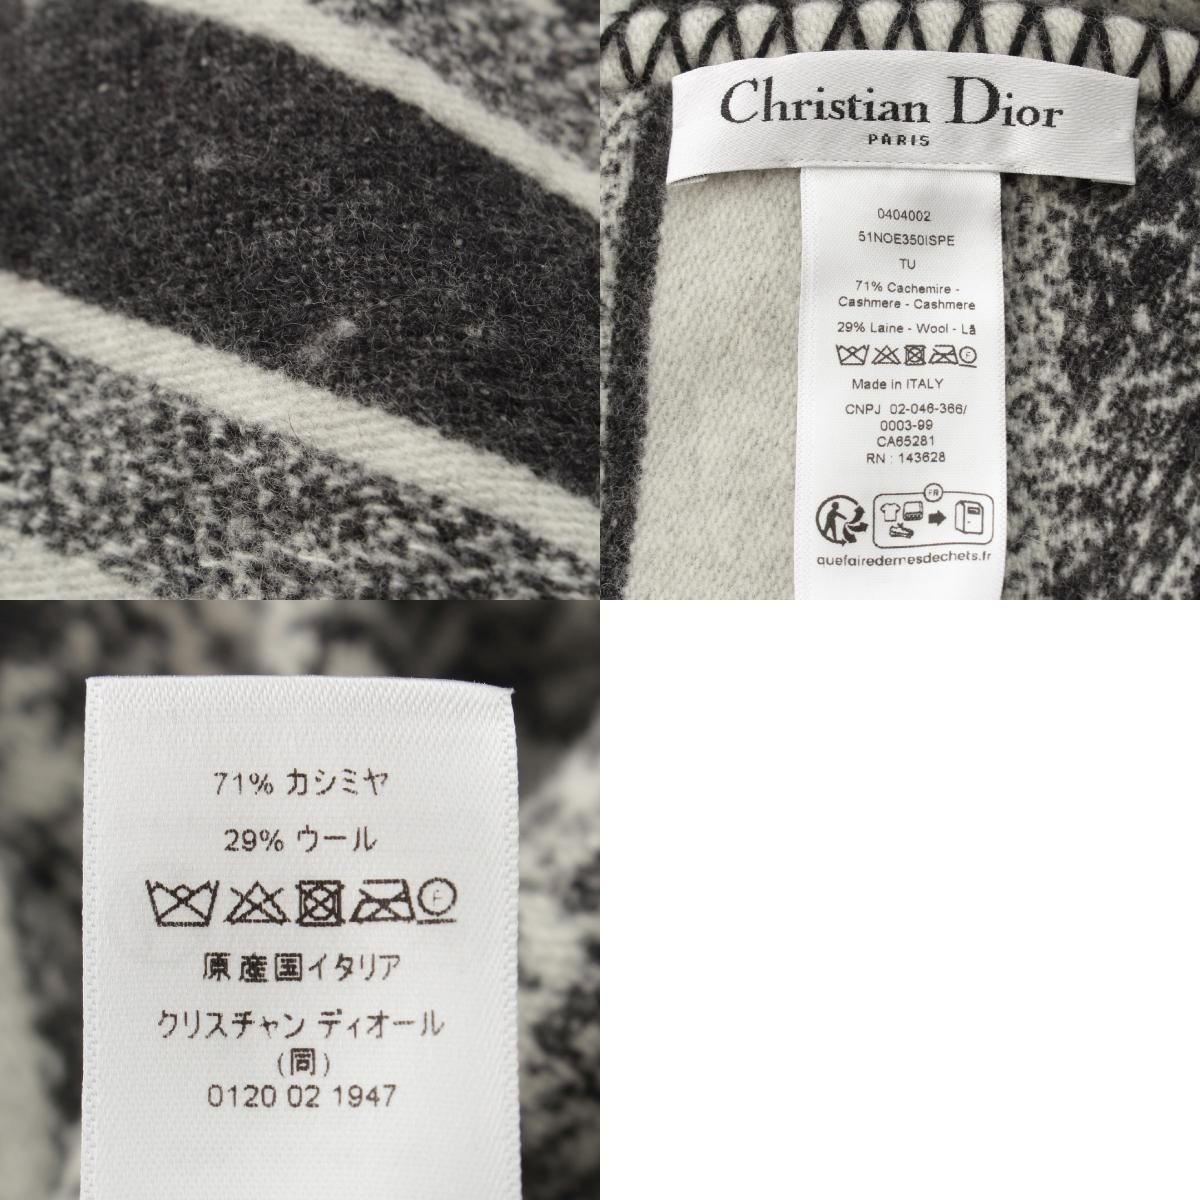 Christian Dior
PARIS
0404002
51NOE350ISPE
TU
71% Cachemire -
Cashmere - Cashmere
29% Laine - Wool - Lã
F
Made in ITALY
CNPJ 02-046-366/
0003-99
CA65281
RN : 143628
FR
quefairedemesdechets.fr
71% カシミヤ
29% ウール
F
原産国イタリア
クリスチャン ディオール
(同)
0120 02 1947